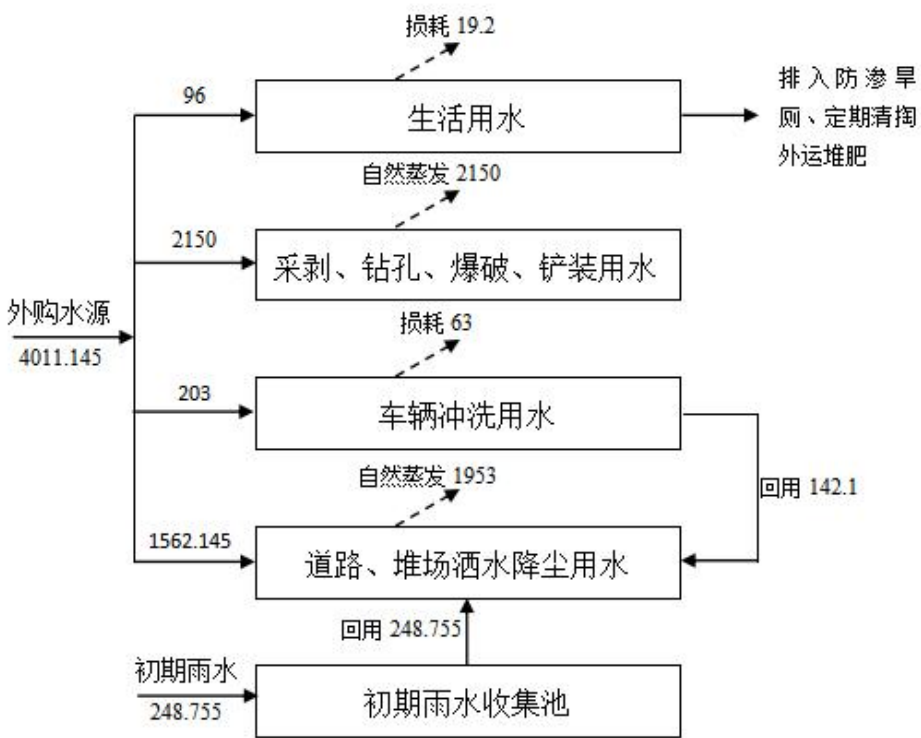 损耗 19.2
96
生活用水
排入防渗旱
厕、定期清掏
外运堆肥
自然蒸发 2150
2150
采剥、钻孔、爆破、铲装用水
外购水源
4011.145
损耗 63
203
车辆冲洗用水
自然蒸发 1953
回用 142.1
1562.145
道路、堆场洒水降尘用水
回用 248.755
初期雨水
248.755
初期雨水收集池